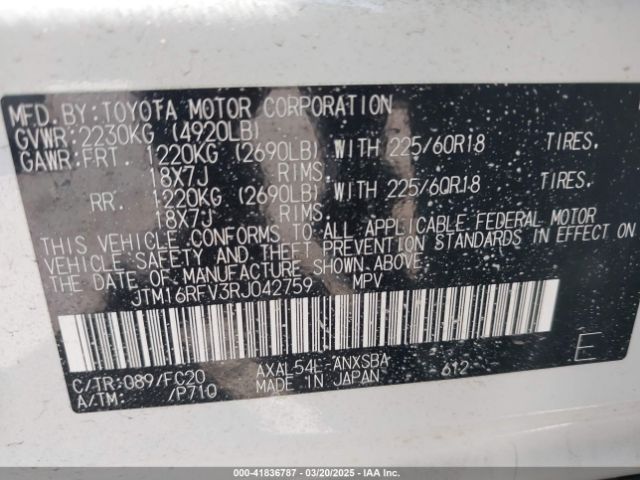 MFD.BY:TOYOTA MOTOR CORPORATION
GVWR:2230KG (4920LB)
GAWR:FRT. 1220KG (2690LB) WITH 225/60R18 TIRES.
18X7J RIMS.
RR. 1220KG (2690LB) WITH 225/60R18 TIRES.
18X7J RIMS.
THIS VEHICLE CONFORMS TO ALL APPLICABLE FEDERAL MOTOR
VEHICLE SAFETY AND THEFT PREVENTION STANDARDS IN EFFECT ON
THE DATE OF MANUFACTURE SHOWN ABOVE.
JTM16RFV3RJ042759 MPV
C/TR:089/FC20 AXAL54L-ANXSBA 612 E
A/TM: /P710 MADE IN JAPAN
000-41836787 - 03/20/2025 - IAA Inc.